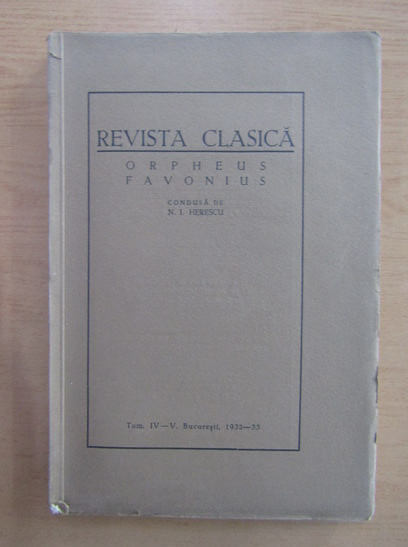 REVISTA CLASICĂ
ORPHEUS
FAVONIUS
CONDUSĂ DE
N. I. HERESCU
Tom. IV—V. Bucureşti, 1932—33